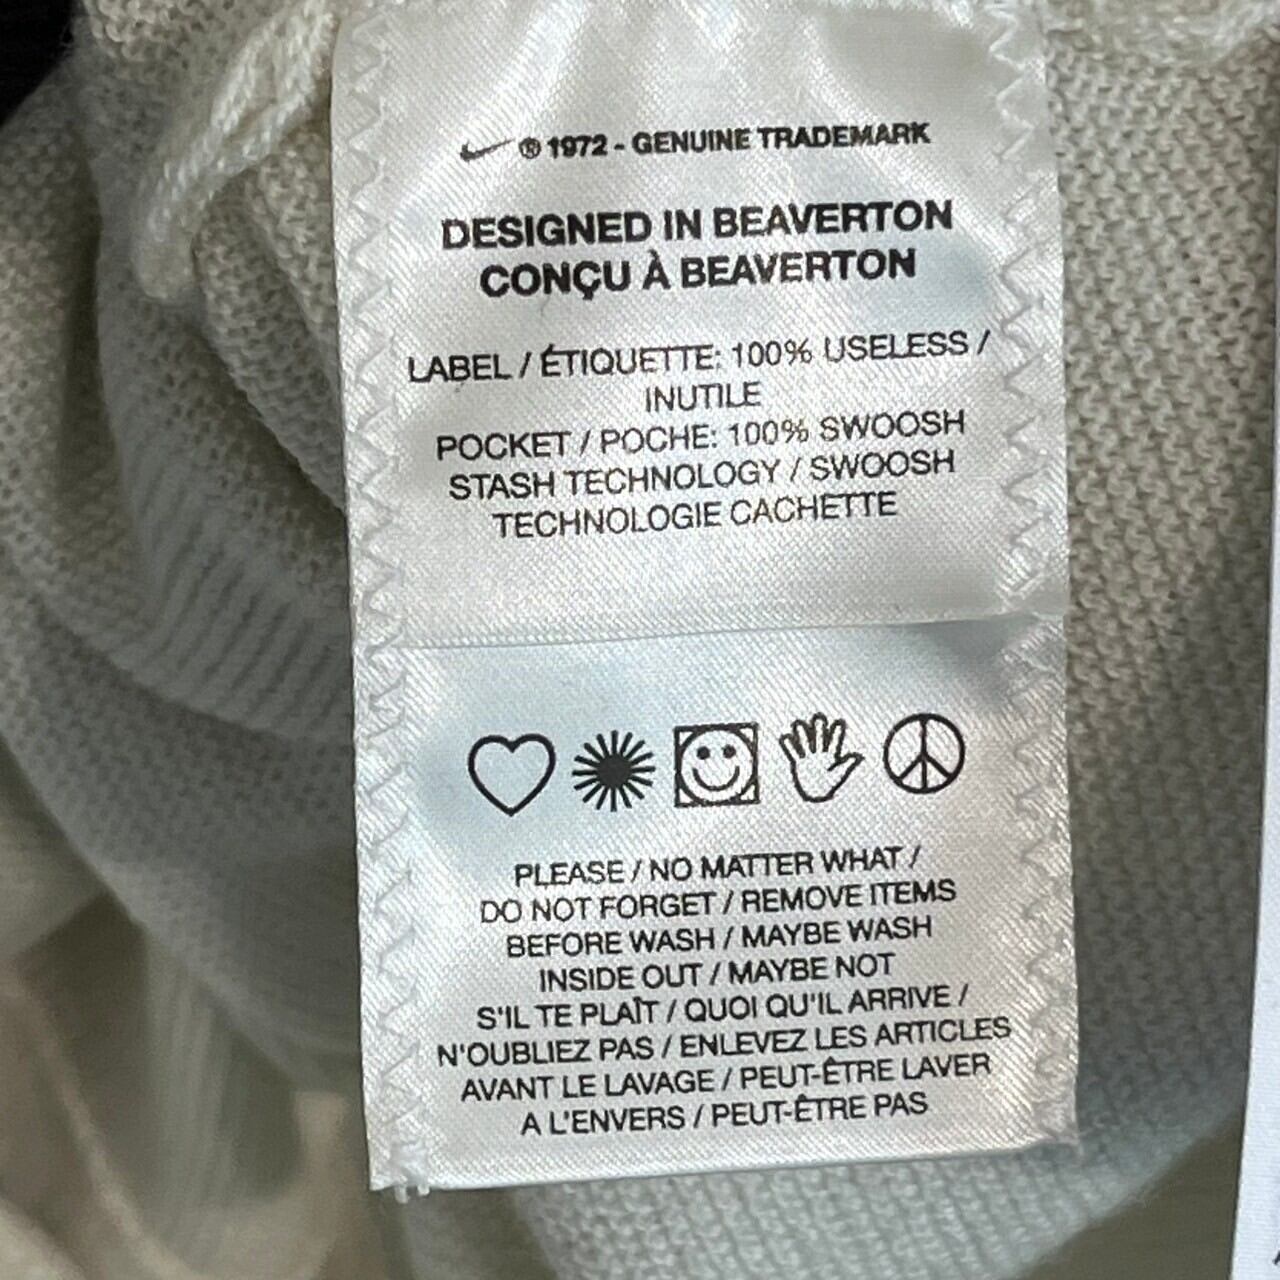 ® 1972 - GENUINE TRADEMARK
DESIGNED IN BEAVERTON
CONÇU À BEAVERTON
LABEL / ÉTIQUETTE: 100% USELESS /
INUTILE
POCKET / POCHE: 100% SWOOSH
STASH TECHNOLOGY / SWOOSH
TECHNOLOGIE CACHETTE
PLEASE / NO MATTER WHAT /
DO NOT FORGET / REMOVE ITEMS
BEFORE WASH / MAYBE WASH
INSIDE OUT / MAYBE NOT
S'IL TE PLAÎT / QUOI QU'IL ARRIVE /
N'OUBLIEZ PAS / ENLEVEZ LES ARTICLES
AVANT LE LAVAGE / PEUT-ÊTRE LAVER
A L'ENVERS / PEUT-ÊTRE PAS